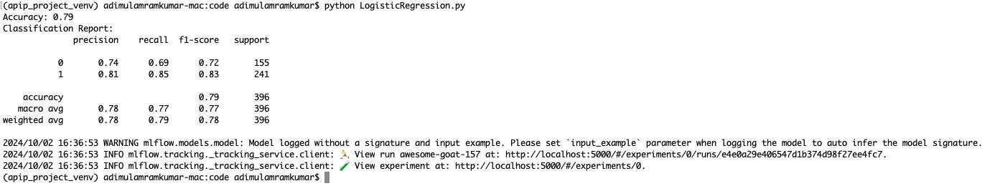 (apip_project_venv) adimulamramkumar-mac:code adimulamramkumar$ python LogisticRegression.py
Accuracy: 0.79
Classification Report:
precision recall f1-score support
0 0.74 0.69 0.72 155
1 0.81 0.85 0.83 241
accuracy 0.79 396
macro avg 0.78 0.77 0.77 396
weighted avg 0.78 0.79 0.78 396
2024/10/02 16:36:53 WARNING mlflow.models.model: Model logged without a signature and input example. Please set `input_example` parameter when logging the model to auto infer the model signature.
2024/10/02 16:36:53 INFO mlflow.tracking._tracking_service.client: 🏃 View run awesome-goat-157 at: http://localhost:5000/#/experiments/0/runs/e4e0a29e406547d1b374d98f27ee4fc7.
2024/10/02 16:36:53 INFO mlflow.tracking._tracking_service.client: 🧪 View experiment at: http://localhost:5000/#/experiments/0.
(apip_project_venv) adimulamramkumar-mac:code adimulamramkumar$